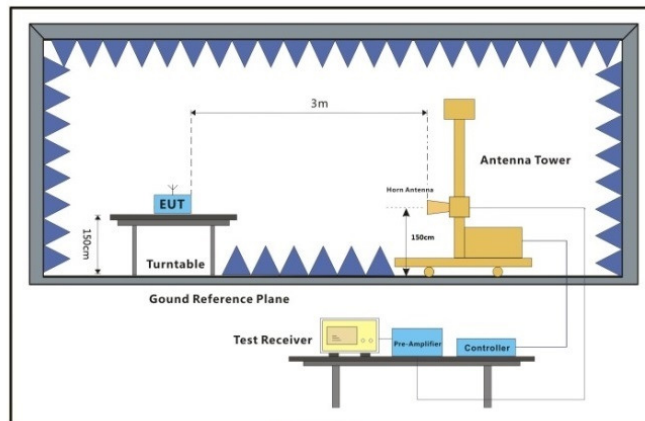 3m
Antenna Tower
Horn Antenna
EUT
150cm
150cm
Turntable
Gound Reference Plane
Test Receiver
Pre-Amplifier
Controller